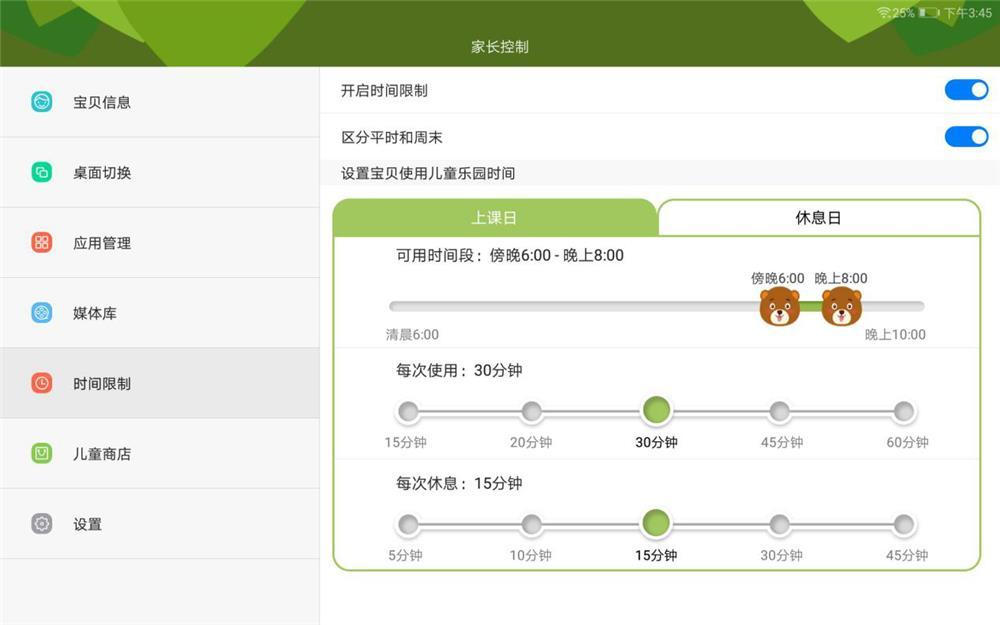 25% 下午3:45
家长控制
宝贝信息
桌面切换
应用管理
媒体库
时间限制
儿童商店
设置
开启时间限制
区分平时和周末
设置宝贝使用儿童乐园时间
上课日 休息日
可用时间段：傍晚6:00 - 晚上8:00
傍晚6:00 晚上8:00
清晨6:00 晚上10:00
每次使用：30分钟
15分钟 20分钟 30分钟 45分钟 60分钟
每次休息：15分钟
5分钟 10分钟 15分钟 30分钟 45分钟